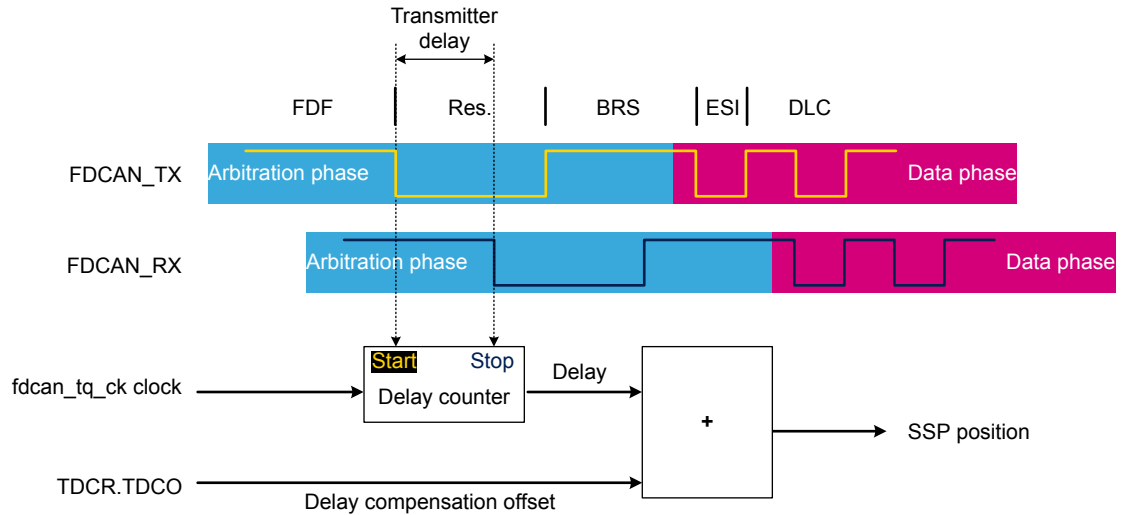 Transmitter
delay
FDF Res. BRS ESI DLC
FDCAN_TX Arbitration phase Data phase
FDCAN_RX Arbitration phase Data phase
Start Stop
fdcan_tq_ck clock Delay counter Delay
+
SSP position
TDCR.TDCO
Delay compensation offset